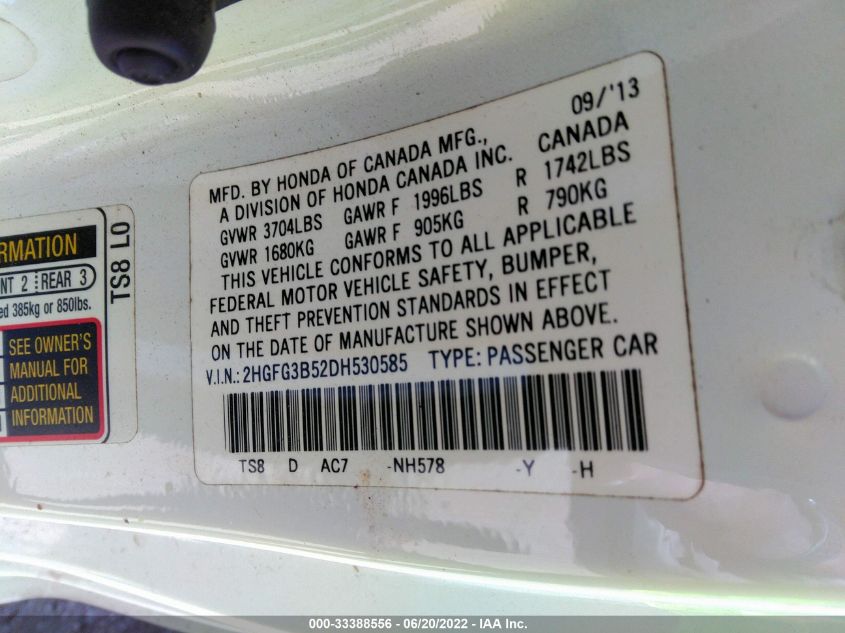 09/'13
MFD. BY HONDA OF CANADA MFG.,
A DIVISION OF HONDA CANADA INC. CANADA
GVWR 3704LBS GAWR F 1996LBS R 1742LBS
GVWR 1680KG GAWR F 905KG R 790KG
THIS VEHICLE CONFORMS TO ALL APPLICABLE
FEDERAL MOTOR VEHICLE SAFETY, BUMPER,
AND THEFT PREVENTION STANDARDS IN EFFECT
ON THE DATE OF MANUFACTURE SHOWN ABOVE.
V.I.N.: 2HGFG3B52DH530585 TYPE: PASSENGER CAR
TS8 D AC7 -NH578 -Y -H
RMATION
NT 2 REAR 3
ed 385kg or 850lbs.
SEE OWNER'S
MANUAL FOR
ADDITIONAL
INFORMATION
TS8 L0
000-33388556 / 06/20/2022 - IAA Inc.